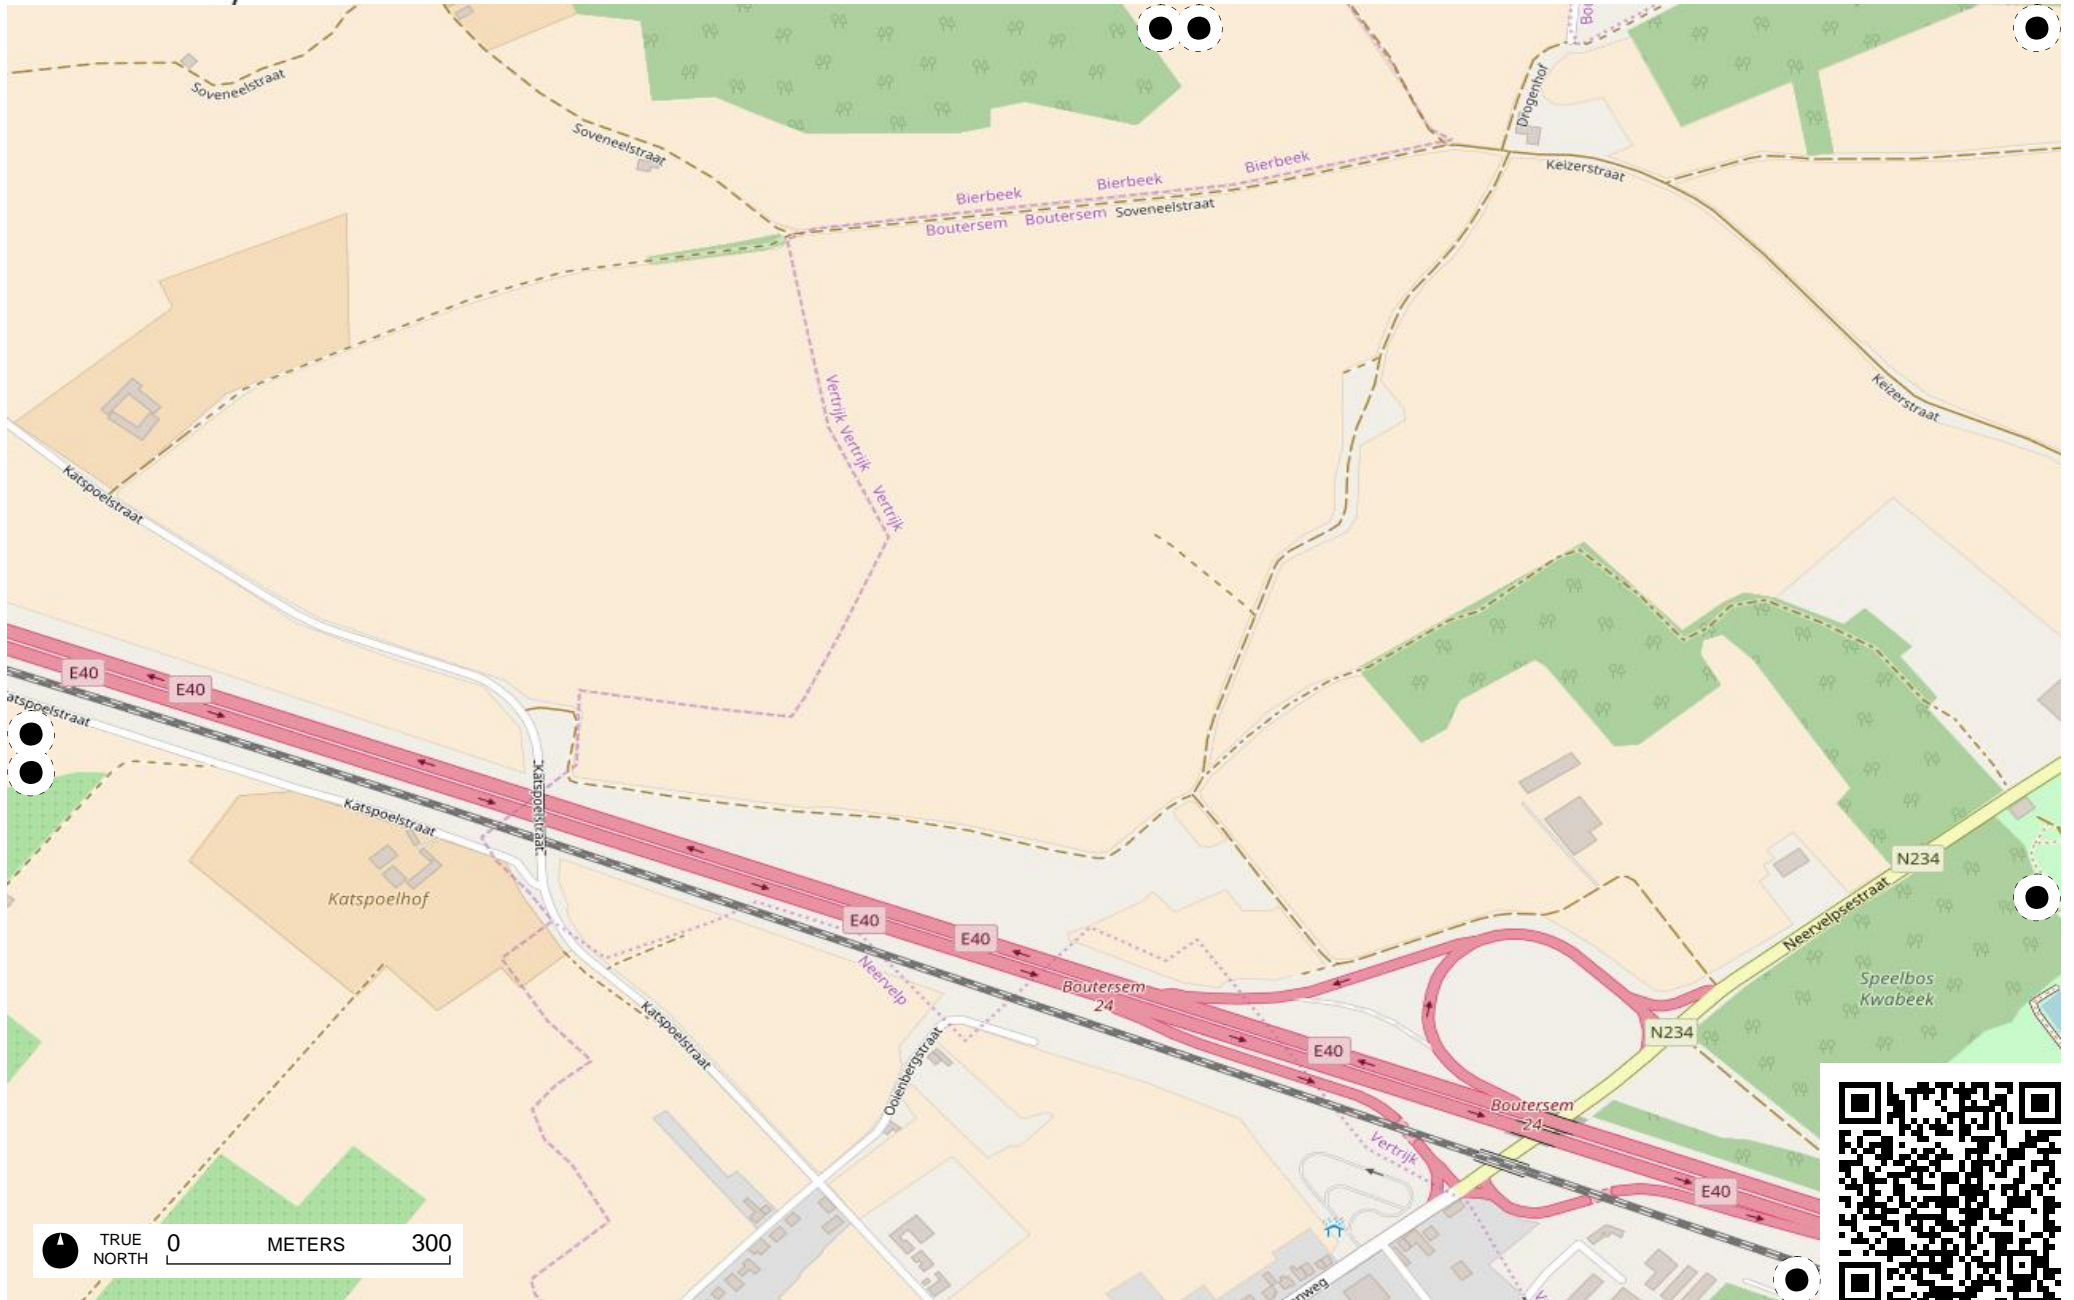 Soveneelstraat
Drogenhof
Soveneelstraat
Keizerstraat
Bierbeek
Bierbeek
Bierbeek
Boutersem
Boutersem
Soveneelstraat
Vertrijk
Vertrijk
Vertrijk
Keizerstraat
Katspoelstraat
E40
E40
atspoelstraat
Katspoelstraat
Katspoelstraat
Katspoelhof
E40
E40
N234
Neervelpsestraat
Neervelp
Boutersem
24
Speelbos
Kwabeek
N234
Katspoelstraat
Ooienbergstraat
E40
Boutersem
24
Vertrijk
E40
TRUE
NORTH
0 METERS 300
nweg